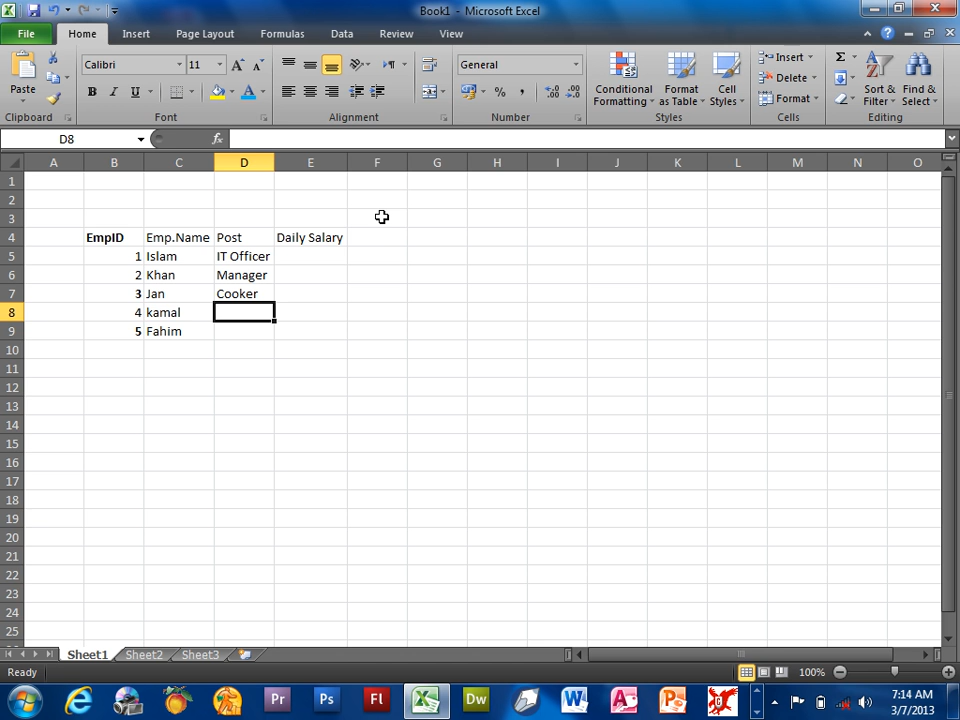 Book1 - Microsoft Excel
File Home Insert Page Layout Formulas Data Review View
Calibri 11 General Insert
Paste B I U Conditional Formatting Format as Table Cell Styles Delete Format Sort & Filter Find & Select
Clipboard Font Alignment Number Styles Cells Editing
D8 fx
A B C D E F G H I J K L M N O
1
2
3
4 EmpID Emp.Name Post Daily Salary
5 1 Islam IT Officer
6 2 Khan Manager
7 3 Jan Cooker
8 4 kamal
9 5 Fahim
10
11
12
13
14
15
16
17
18
19
20
21
22
23
24
25
Sheet1 Sheet2 Sheet3
Ready 100%
Pr Ps Fl Dw 7:14 AM
3/7/2013